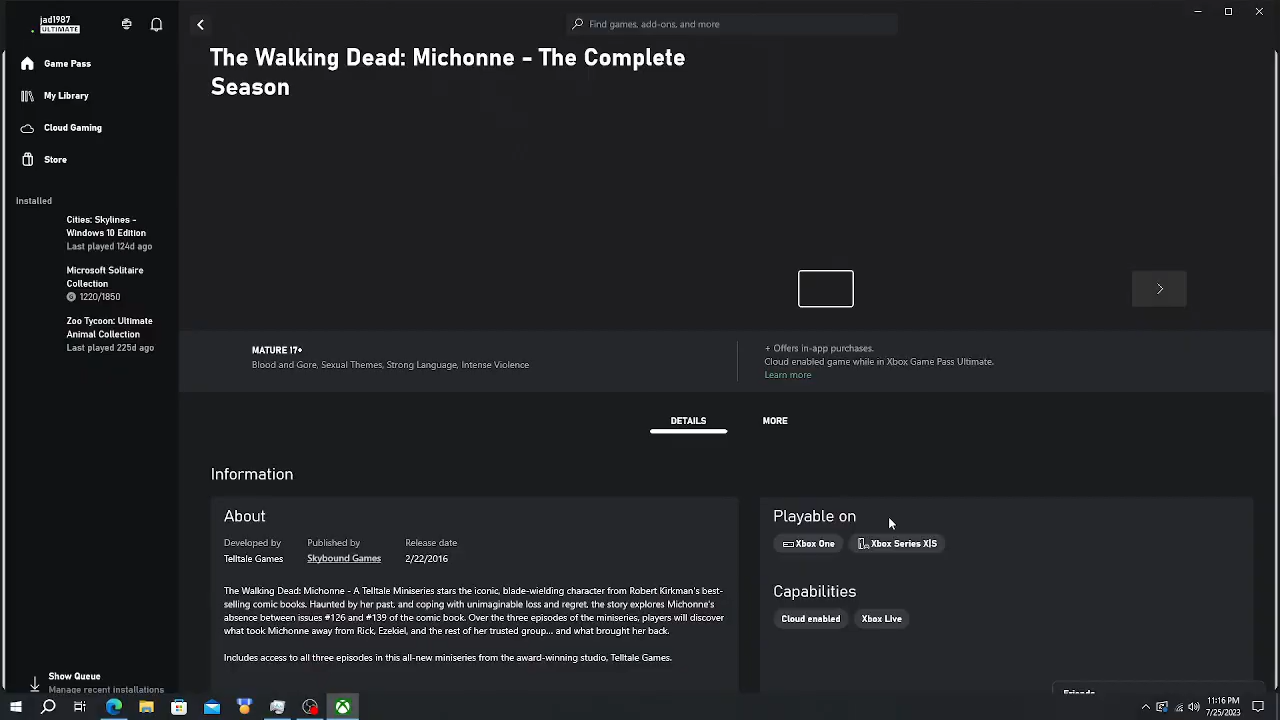 jad1987
ULTIMATE
Find games, add-ons, and more
Game Pass
My Library
Cloud Gaming
Store
Installed
Cities: Skylines -
Windows 10 Edition
Last played 124d ago
Microsoft Solitaire
Collection
G 1220/1850
Zoo Tycoon: Ultimate
Animal Collection
Last played 225d ago
Show Queue
Manage recent installations
The Walking Dead: Michonne - The Complete
Season
MATURE 17+
Blood and Gore, Sexual Themes, Strong Language, Intense Violence
+ Offers in-app purchases.
Cloud enabled game while in Xbox Game Pass Ultimate.
Learn more
DETAILS
MORE
Information
About
Developed by
Published by
Release date
Telltale Games
Skybound Games
2/22/2016
The Walking Dead: Michonne - A Telltale Miniseries stars the iconic, blade-wielding character from Robert Kirkman's best-
selling comic books. Haunted by her past, and coping with unimaginable loss and regret, the story explores Michonne's
absence between issues #126 and #139 of the comic book. Over the three episodes of the miniseries, players will discover
what took Michonne away from Rick, Ezekiel, and the rest of her trusted group... and what brought her back.
Includes access to all three episodes in this all-new miniseries from the award-winning studio, Telltale Games.
Playable on
Xbox One
Xbox Series X|S
Capabilities
Cloud enabled
Xbox Live
Friends
11:16 PM
7/25/2023